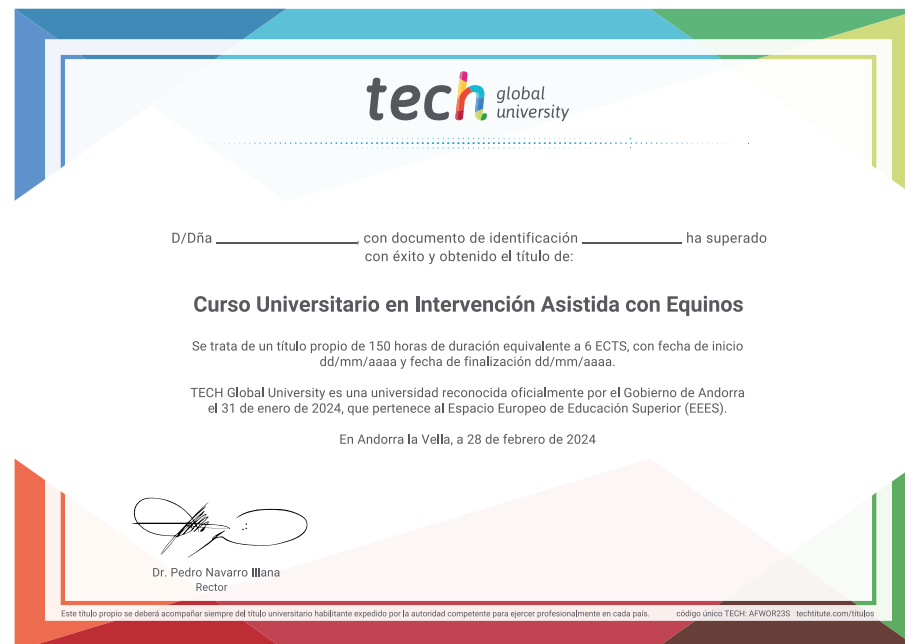 tech global
university
D/Dña ____________________, con documento de identificación ______________ ha superado
con éxito y obtenido el título de:
Curso Universitario en Intervención Asistida con Equinos
Se trata de un título propio de 150 horas de duración equivalente a 6 ECTS, con fecha de inicio
dd/mm/aaaa y fecha de finalización dd/mm/aaaa.
TECH Global University es una universidad reconocida oficialmente por el Gobierno de Andorra
el 31 de enero de 2024, que pertenece al Espacio Europeo de Educación Superior (EEES).
En Andorra la Vella, a 28 de febrero de 2024
Dr. Pedro Navarro Illana
Rector
Este título propio se deberá acompañar siempre del título universitario habilitante expedido por la autoridad competente para ejercer profesionalmente en cada país. código único TECH: AFWOR23S techtitute.com/titulos